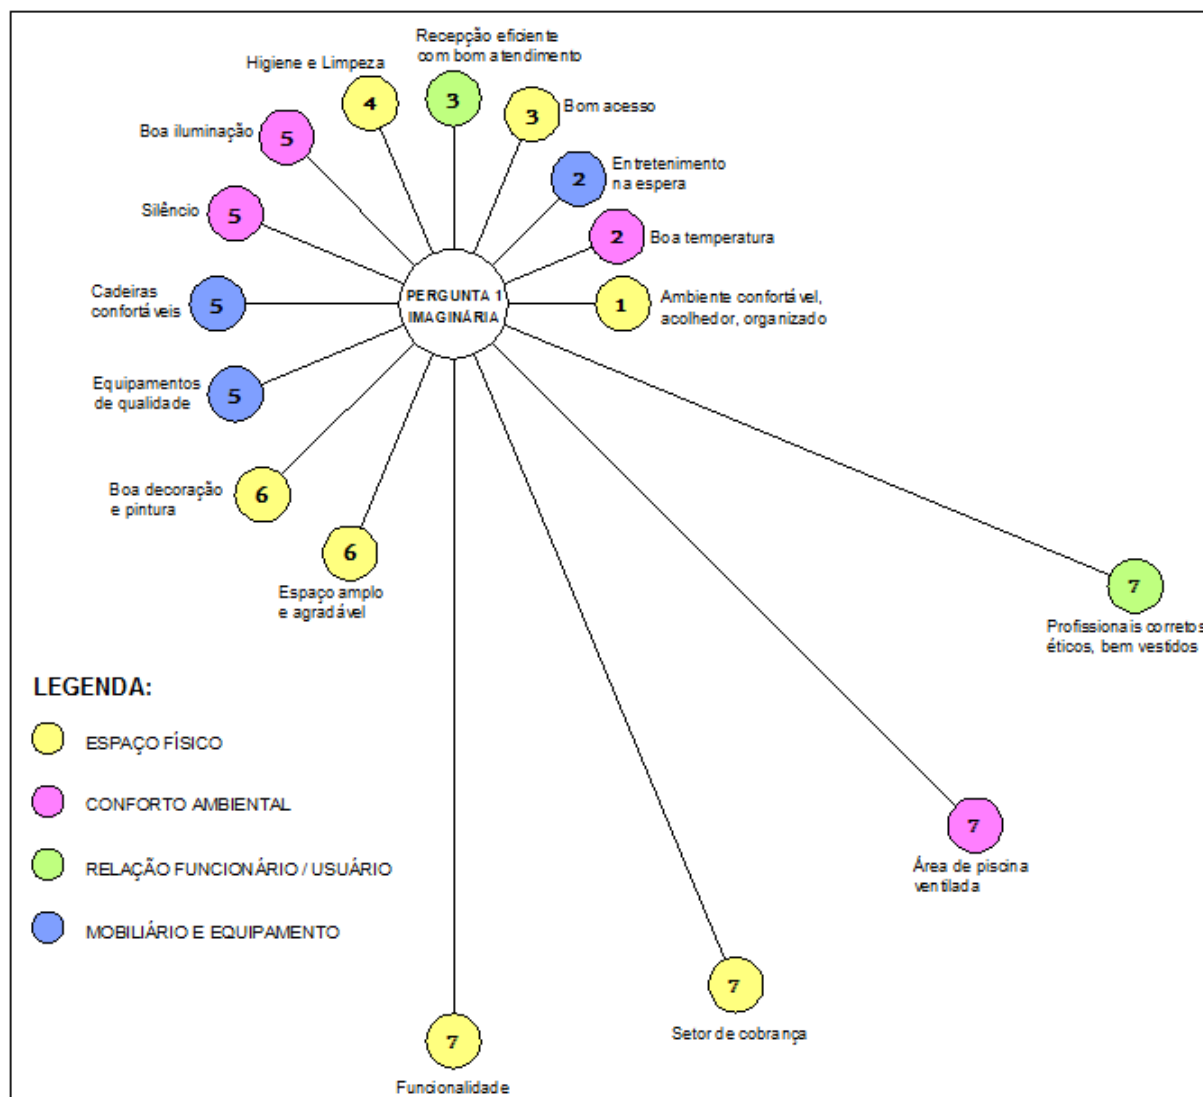 Recepção eficiente
com bom atendimento
3
Higiene e Limpeza
4
Bom acesso
3
Boa iluminação
5
Entretenimento
na espera
2
Silêncio
5
Boa temperatura
2
Cadeiras
confortáveis
5
PERGUNTA 1
IMAGINÁRIA
Ambiente confortável,
acolhedor, organizado
1
Equipamentos
de qualidade
5
Boa decoração
e pintura
6
Espaço amplo
e agradável
6
Profissionais corretos
éticos, bem vestidos
7
Área de piscina
ventilada
7
Setor de cobrança
7
Funcionalidade
7
LEGENDA:
ESPAÇO FÍSICO
CONFORTO AMBIENTAL
RELAÇÃO FUNCIONÁRIO / USUÁRIO
MOBILIÁRIO E EQUIPAMENTO